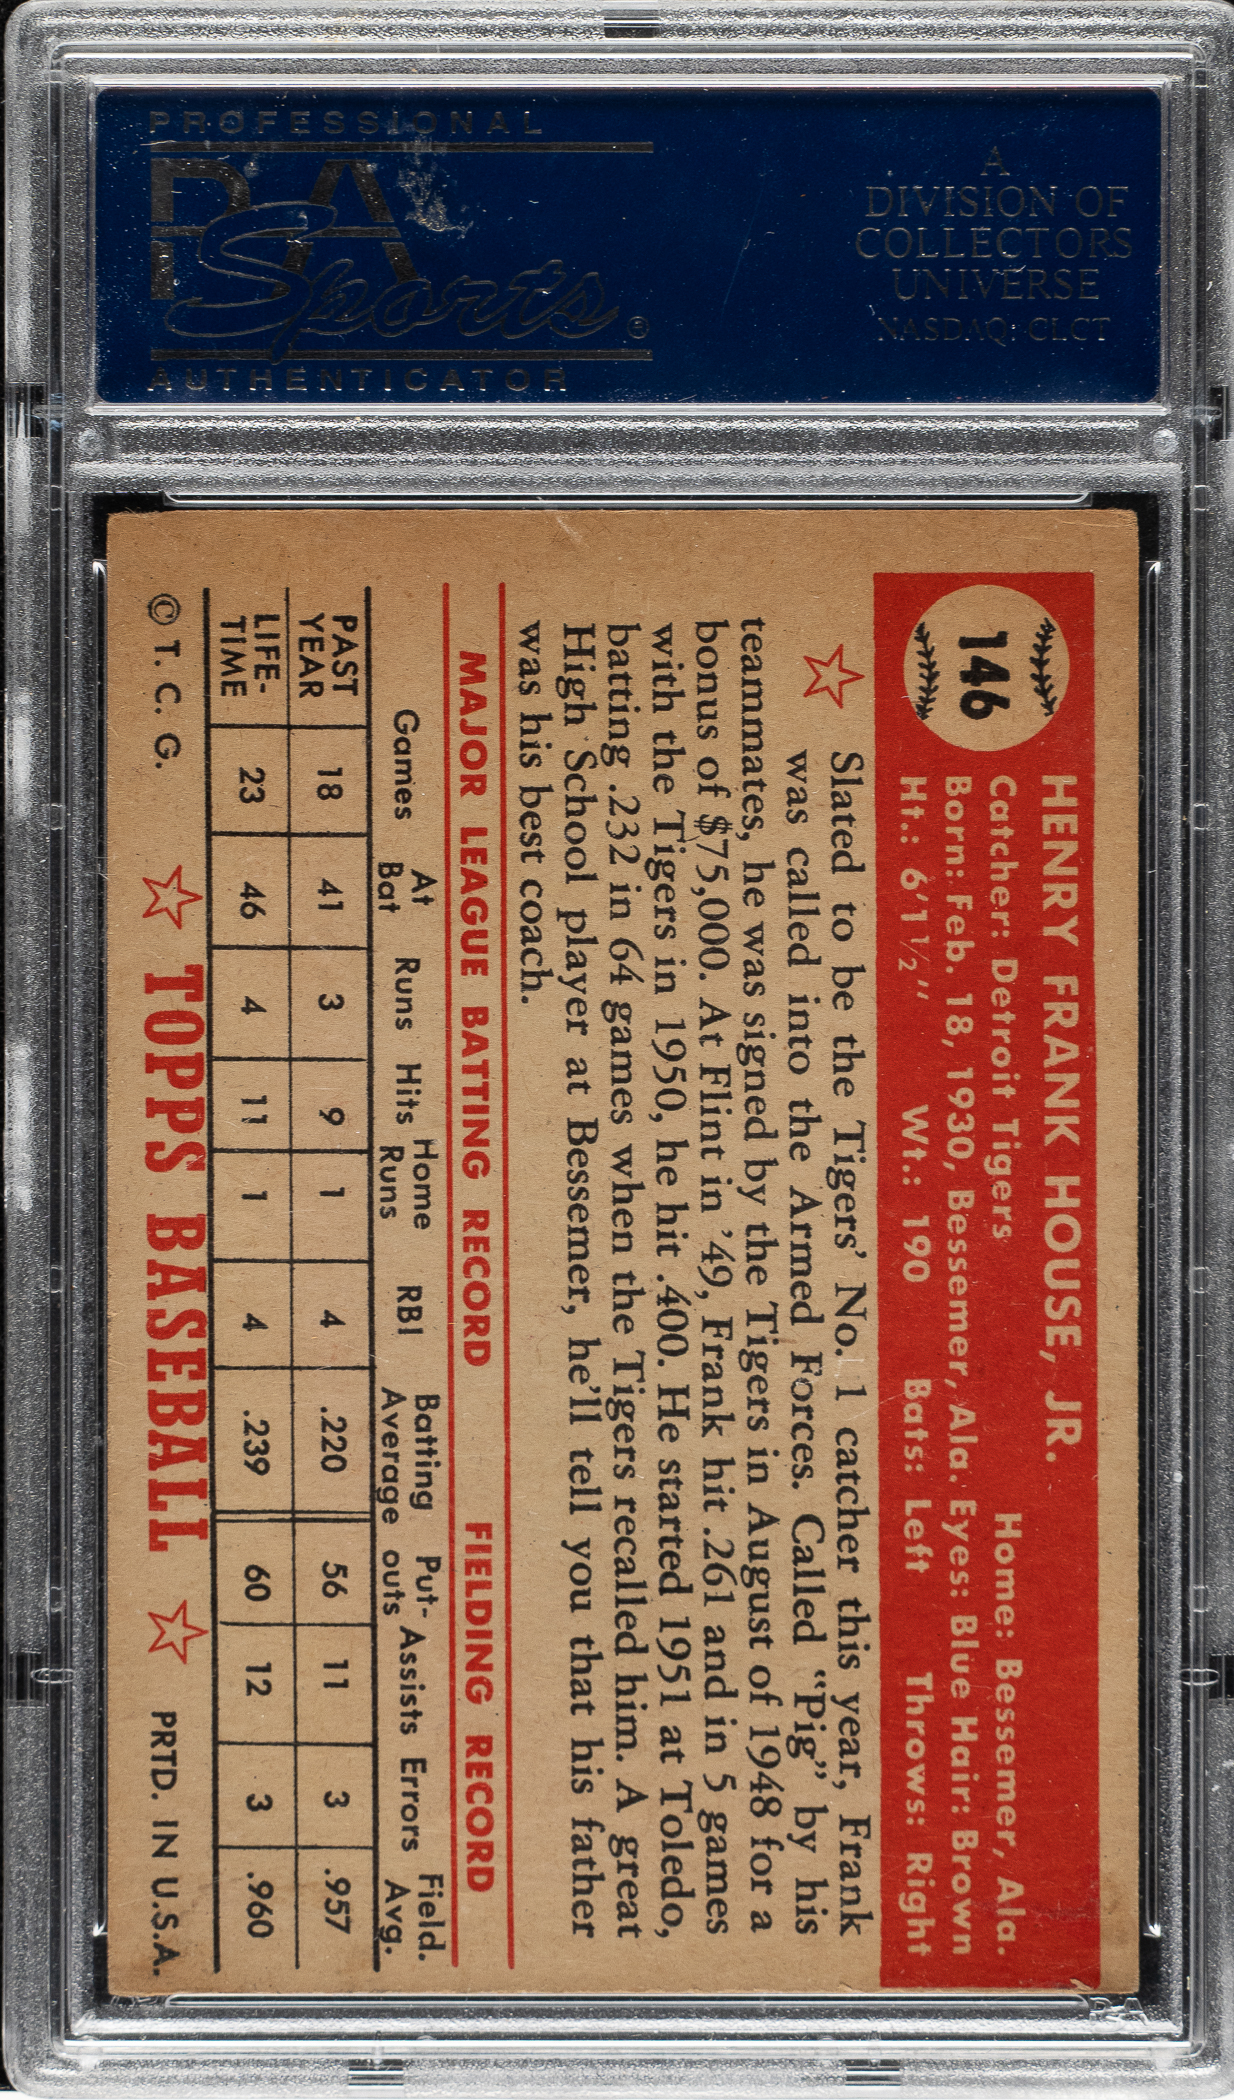 PROFESSIONAL
PSA
Sports
AUTHENTICATOR
A
DIVISION OF
COLLECTORS
UNIVERSE
NASDAQ: CLCT
146
HENRY FRANK HOUSE, JR.
Catcher: Detroit Tigers Home: Bessemer, Ala.
Born: Feb. 18, 1930, Bessemer, Ala. Eyes: Blue Hair: Brown
Ht.: 6'1½" Wt.: 190 Bats: Left Throws: Right
Slated to be the Tigers' No. 1 catcher this year, Frank
was called into the Armed Forces. Called "Pig" by his
teammates, he was signed by the Tigers in August of 1948 for a
bonus of $75,000. At Flint in '49, Frank hit .261 and in 5 games
with the Tigers in 1950, he hit .400. He started 1951 at Toledo,
batting .232 in 64 games when the Tigers recalled him. A great
High School player at Bessemer, he'll tell you that his father
was his best coach.
MAJOR LEAGUE BATTING RECORD FIELDING RECORD
Games At Bat Runs Hits Home Runs RBI Batting Average Put-outs Assists Errors Field. Avg.
PAST YEAR 18 41 3 9 1 4 .220 56 11 3 .957
LIFE-TIME 23 46 4 11 1 4 .239 60 12 3 .960
© T. C. G. TOPPS BASEBALL PRTD. IN U.S.A.
PSA